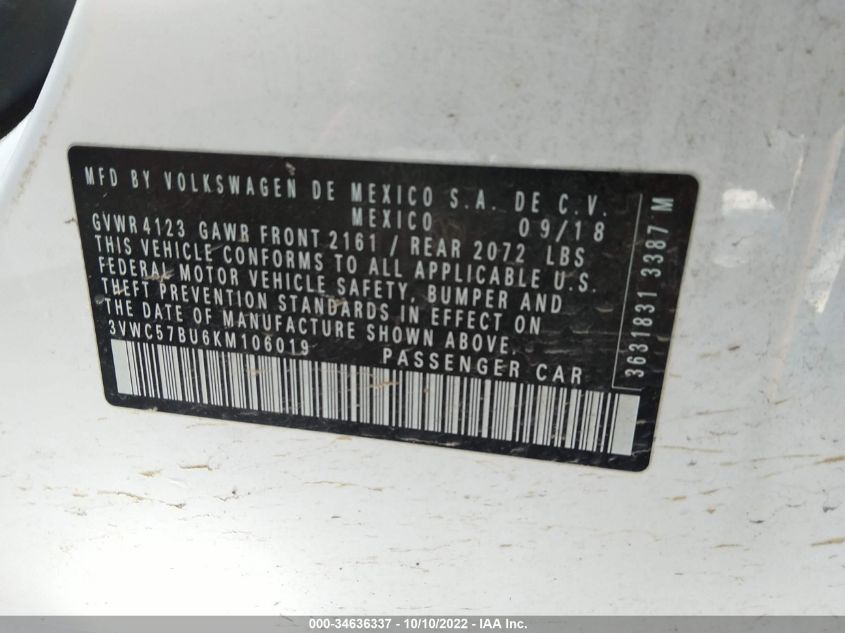 MFD BY VOLKSWAGEN DE MEXICO S.A. DE C.V.
MEXICO 09/18
GVWR 4123 GAWR FRONT 2161 / REAR 2072 LBS
THIS VEHICLE CONFORMS TO ALL APPLICABLE U.S.
FEDERAL MOTOR VEHICLE SAFETY, BUMPER AND
THEFT PREVENTION STANDARDS IN EFFECT ON
THE DATE OF MANUFACTURE SHOWN ABOVE.
3VWC57BU6KM106019 PASSENGER CAR
3631831 3387 M
000-34636337 - 10/10/2022 - IAA Inc.